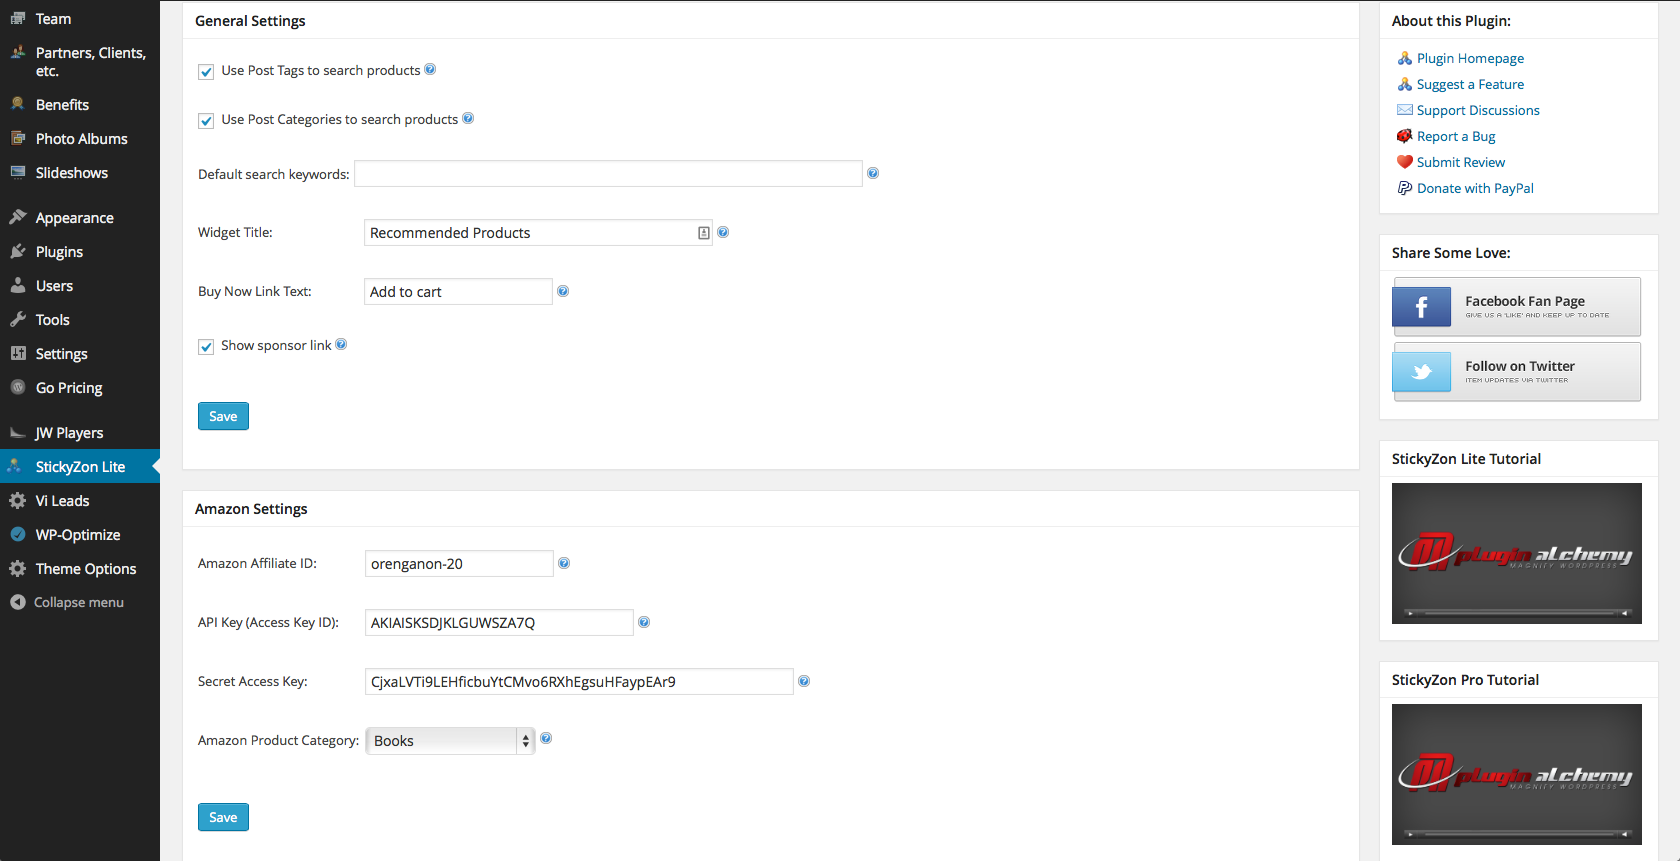 Team
Partners, Clients,
etc.
Benefits
Photo Albums
Slideshows
Appearance
Plugins
Users
Tools
Settings
Go Pricing
JW Players
StickyZon Lite
Vi Leads
WP-Optimize
Theme Options
Collapse menu
General Settings
Use Post Tags to search products
Use Post Categories to search products
Default search keywords:
Widget Title: Recommended Products
Buy Now Link Text: Add to cart
Show sponsor link
Save
Amazon Settings
Amazon Affiliate ID: orenganon-20
API Key (Access Key ID): AKIAISKSDJKLGUWSZA7Q
Secret Access Key: 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
Amazon Product Category: Books
Save
About this Plugin:
Plugin Homepage
Suggest a Feature
Support Discussions
Report a Bug
Submit Review
Donate with PayPal
Share Some Love:
Facebook Fan Page
GIVE US A 'LIKE' AND KEEP UP TO DATE
Follow on Twitter
ITEM UPDATES VIA TWITTER
StickyZon Lite Tutorial
plugin alchemy
MAGNIFY WORDPRESS
StickyZon Pro Tutorial
plugin alchemy
MAGNIFY WORDPRESS